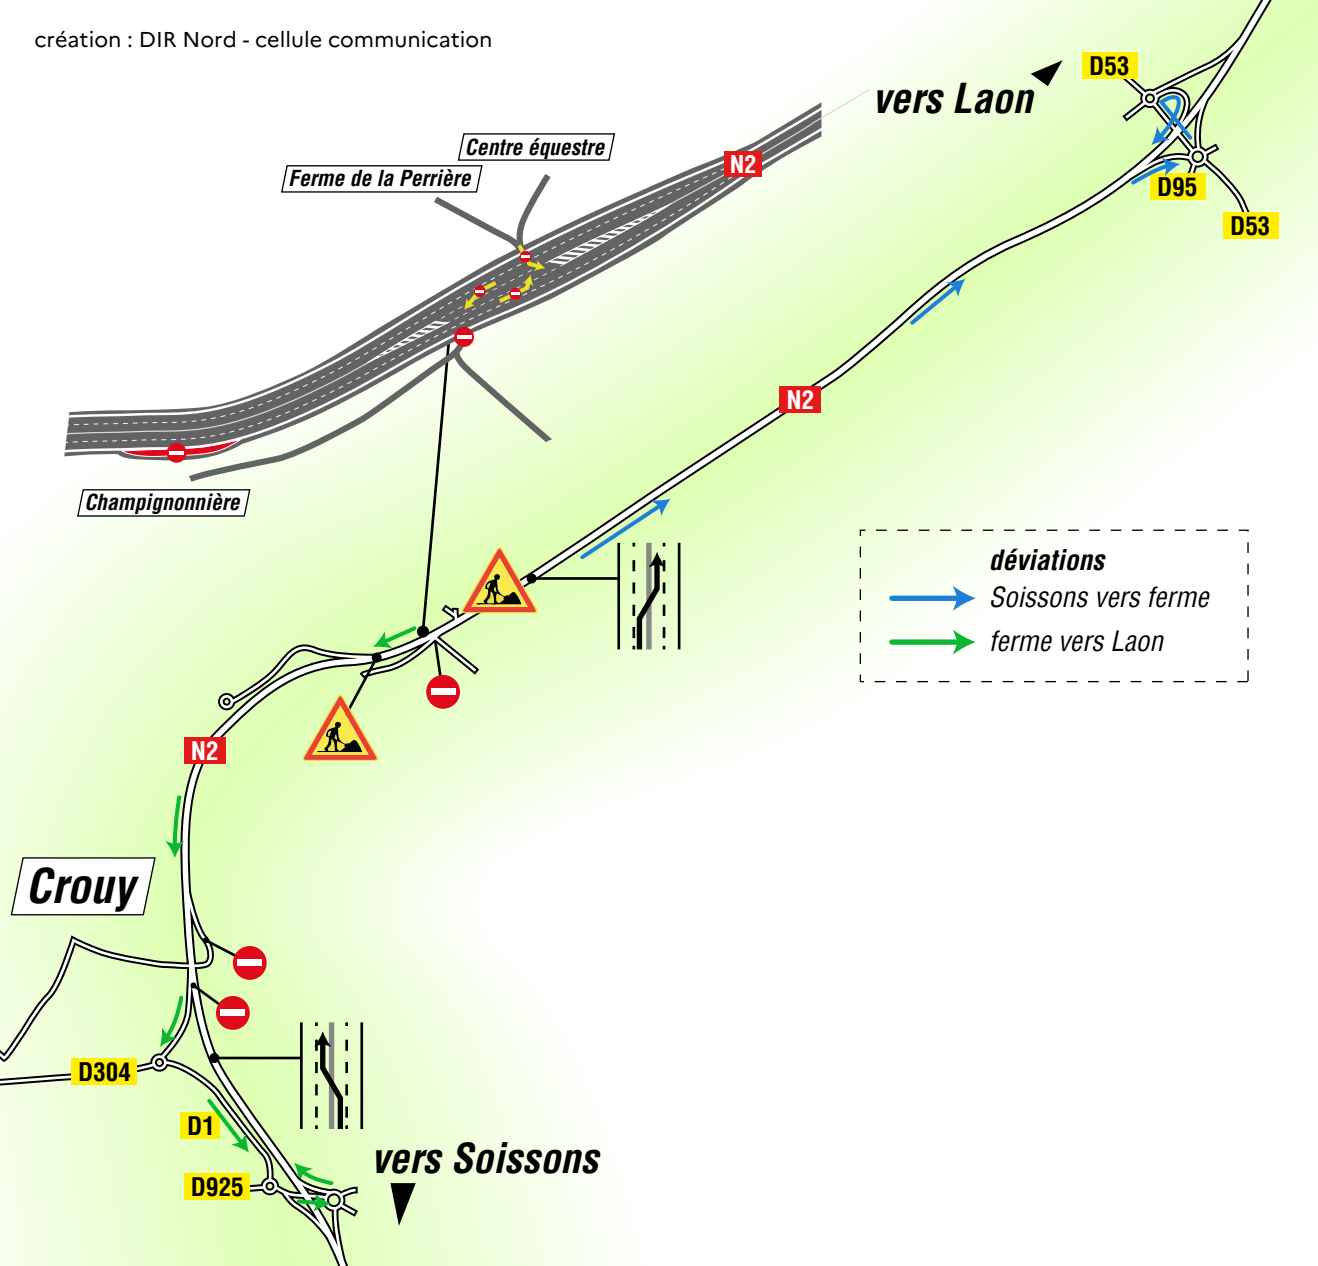 création : DIR Nord - cellule communication
vers Laon
D53
Centre équestre
Ferme de la Perrière
N2
D95
D53
N2
Champignonnière
déviations
Soissons vers ferme
ferme vers Laon
N2
Crouy
D304
D1
vers Soissons
D925